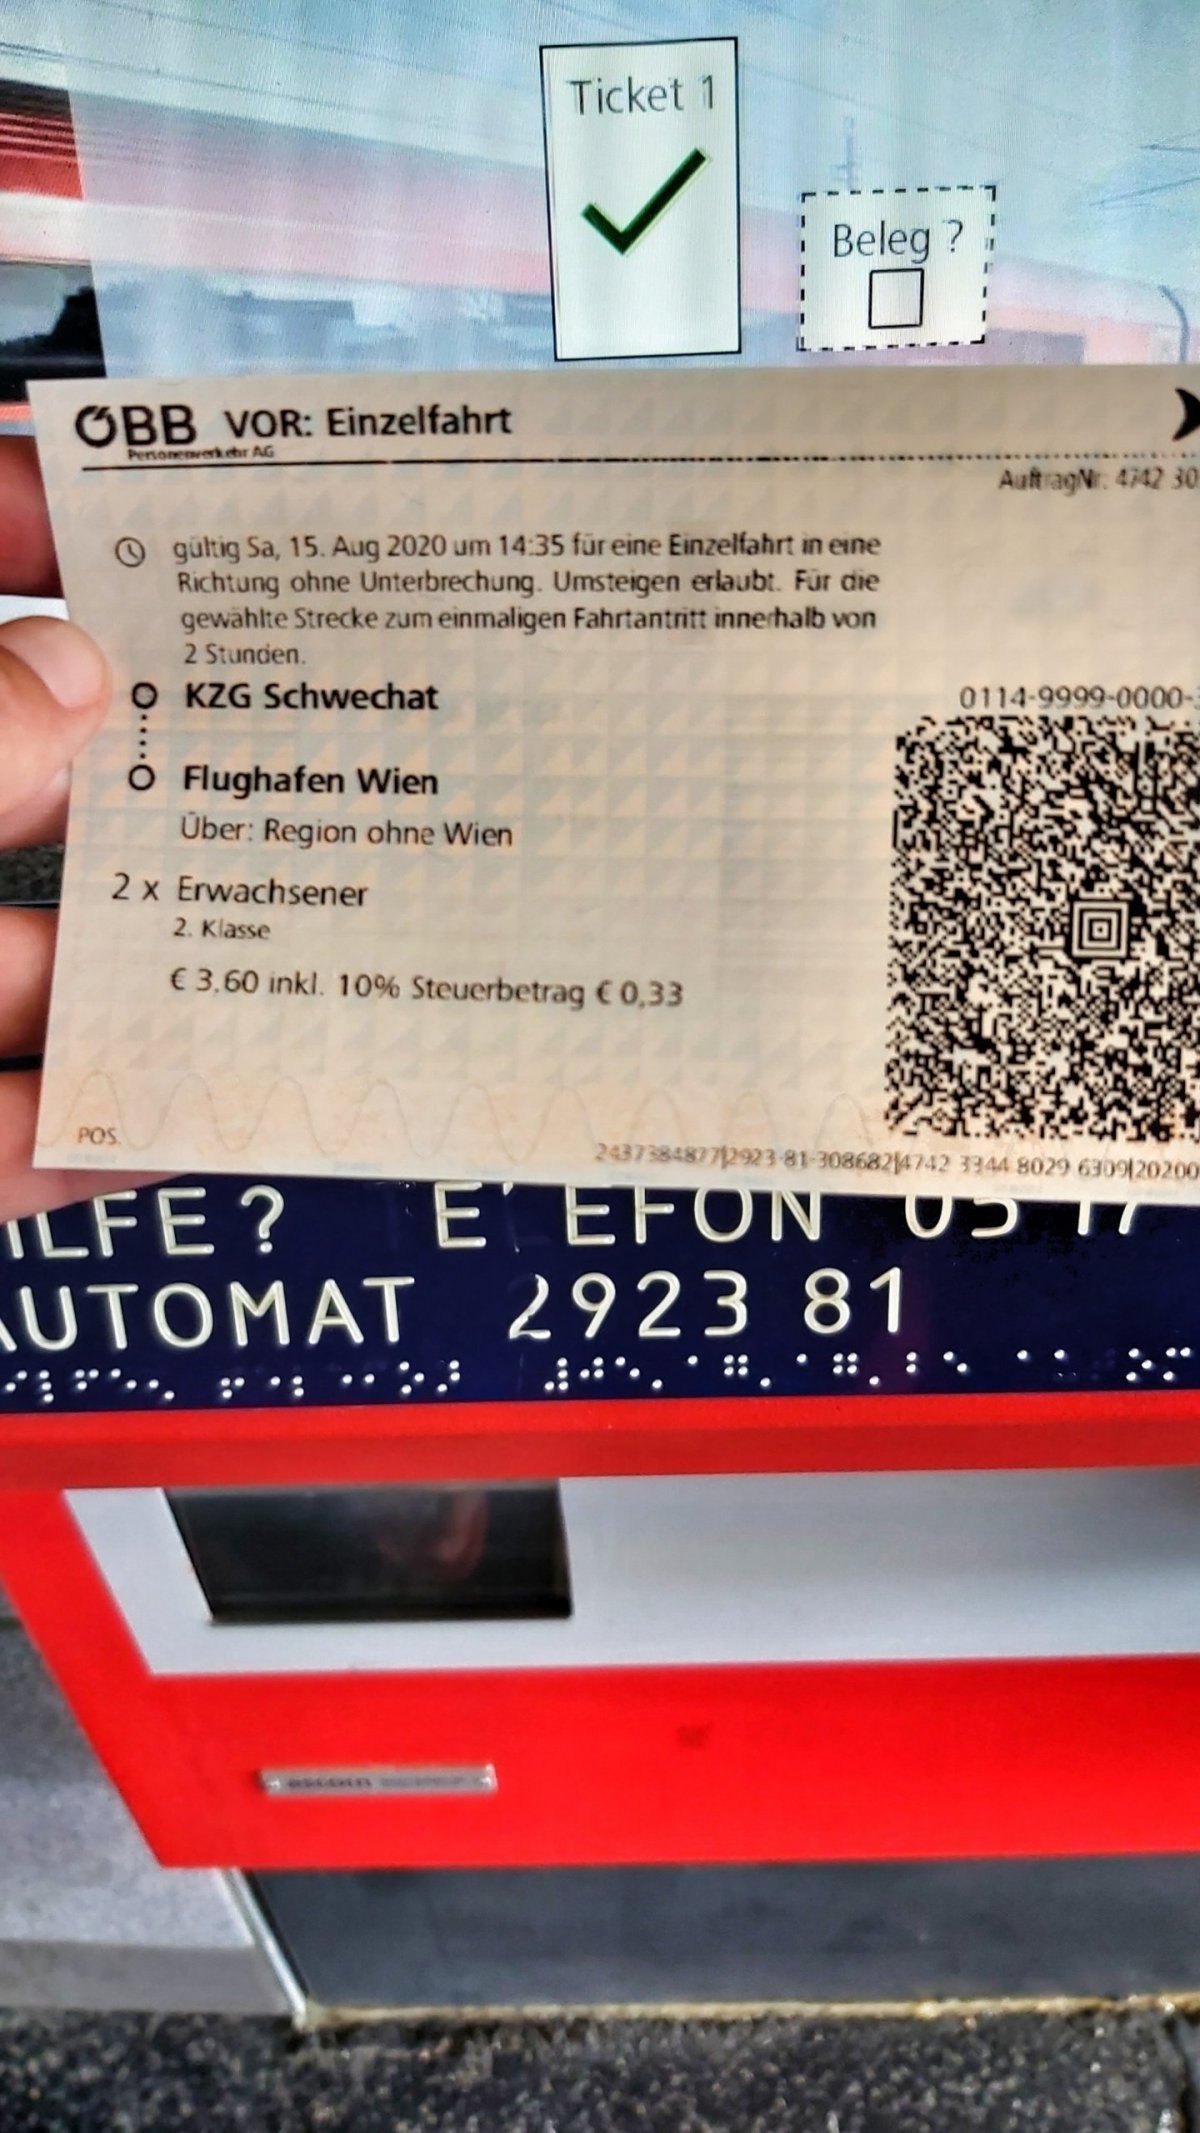 Ticket 1
Beleg ?
ÖBB VOR: Einzelfahrt
Personenverkehr AG
AuftragNr: 4742 30
gültig Sa, 15. Aug 2020 um 14:35 für eine Einzelfahrt in eine
Richtung ohne Unterbrechung. Umsteigen erlaubt. Für die
gewählte Strecke zum einmaligen Fahrtantritt innerhalb von
2 Stunden.
KZG Schwechat
0114-9999-0000-
Flughafen Wien
Über: Region ohne Wien
2 x Erwachsener
2. Klasse
€ 3,60 inkl. 10% Steuerbetrag € 0,33
POS.
2437384877|2923-81-308682|4742 3344 8029 6309|20200
ILFE? E EFON 05 17
AUTOMAT 2923 81